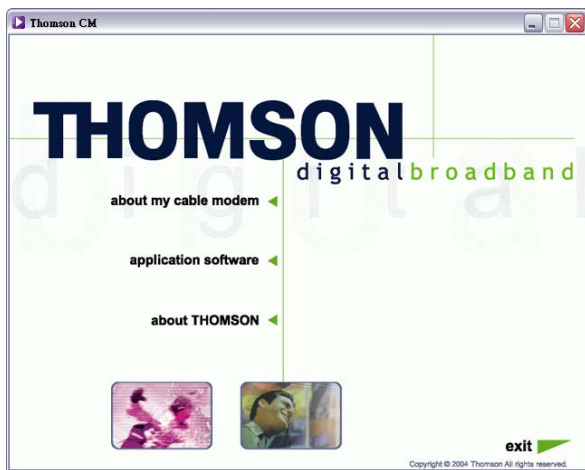 Thomson CM
THOMSON
digitalbroadband
digital
about my cable modem
application software
about THOMSON
exit
Copyright © 2004 Thomson All rights reserved.